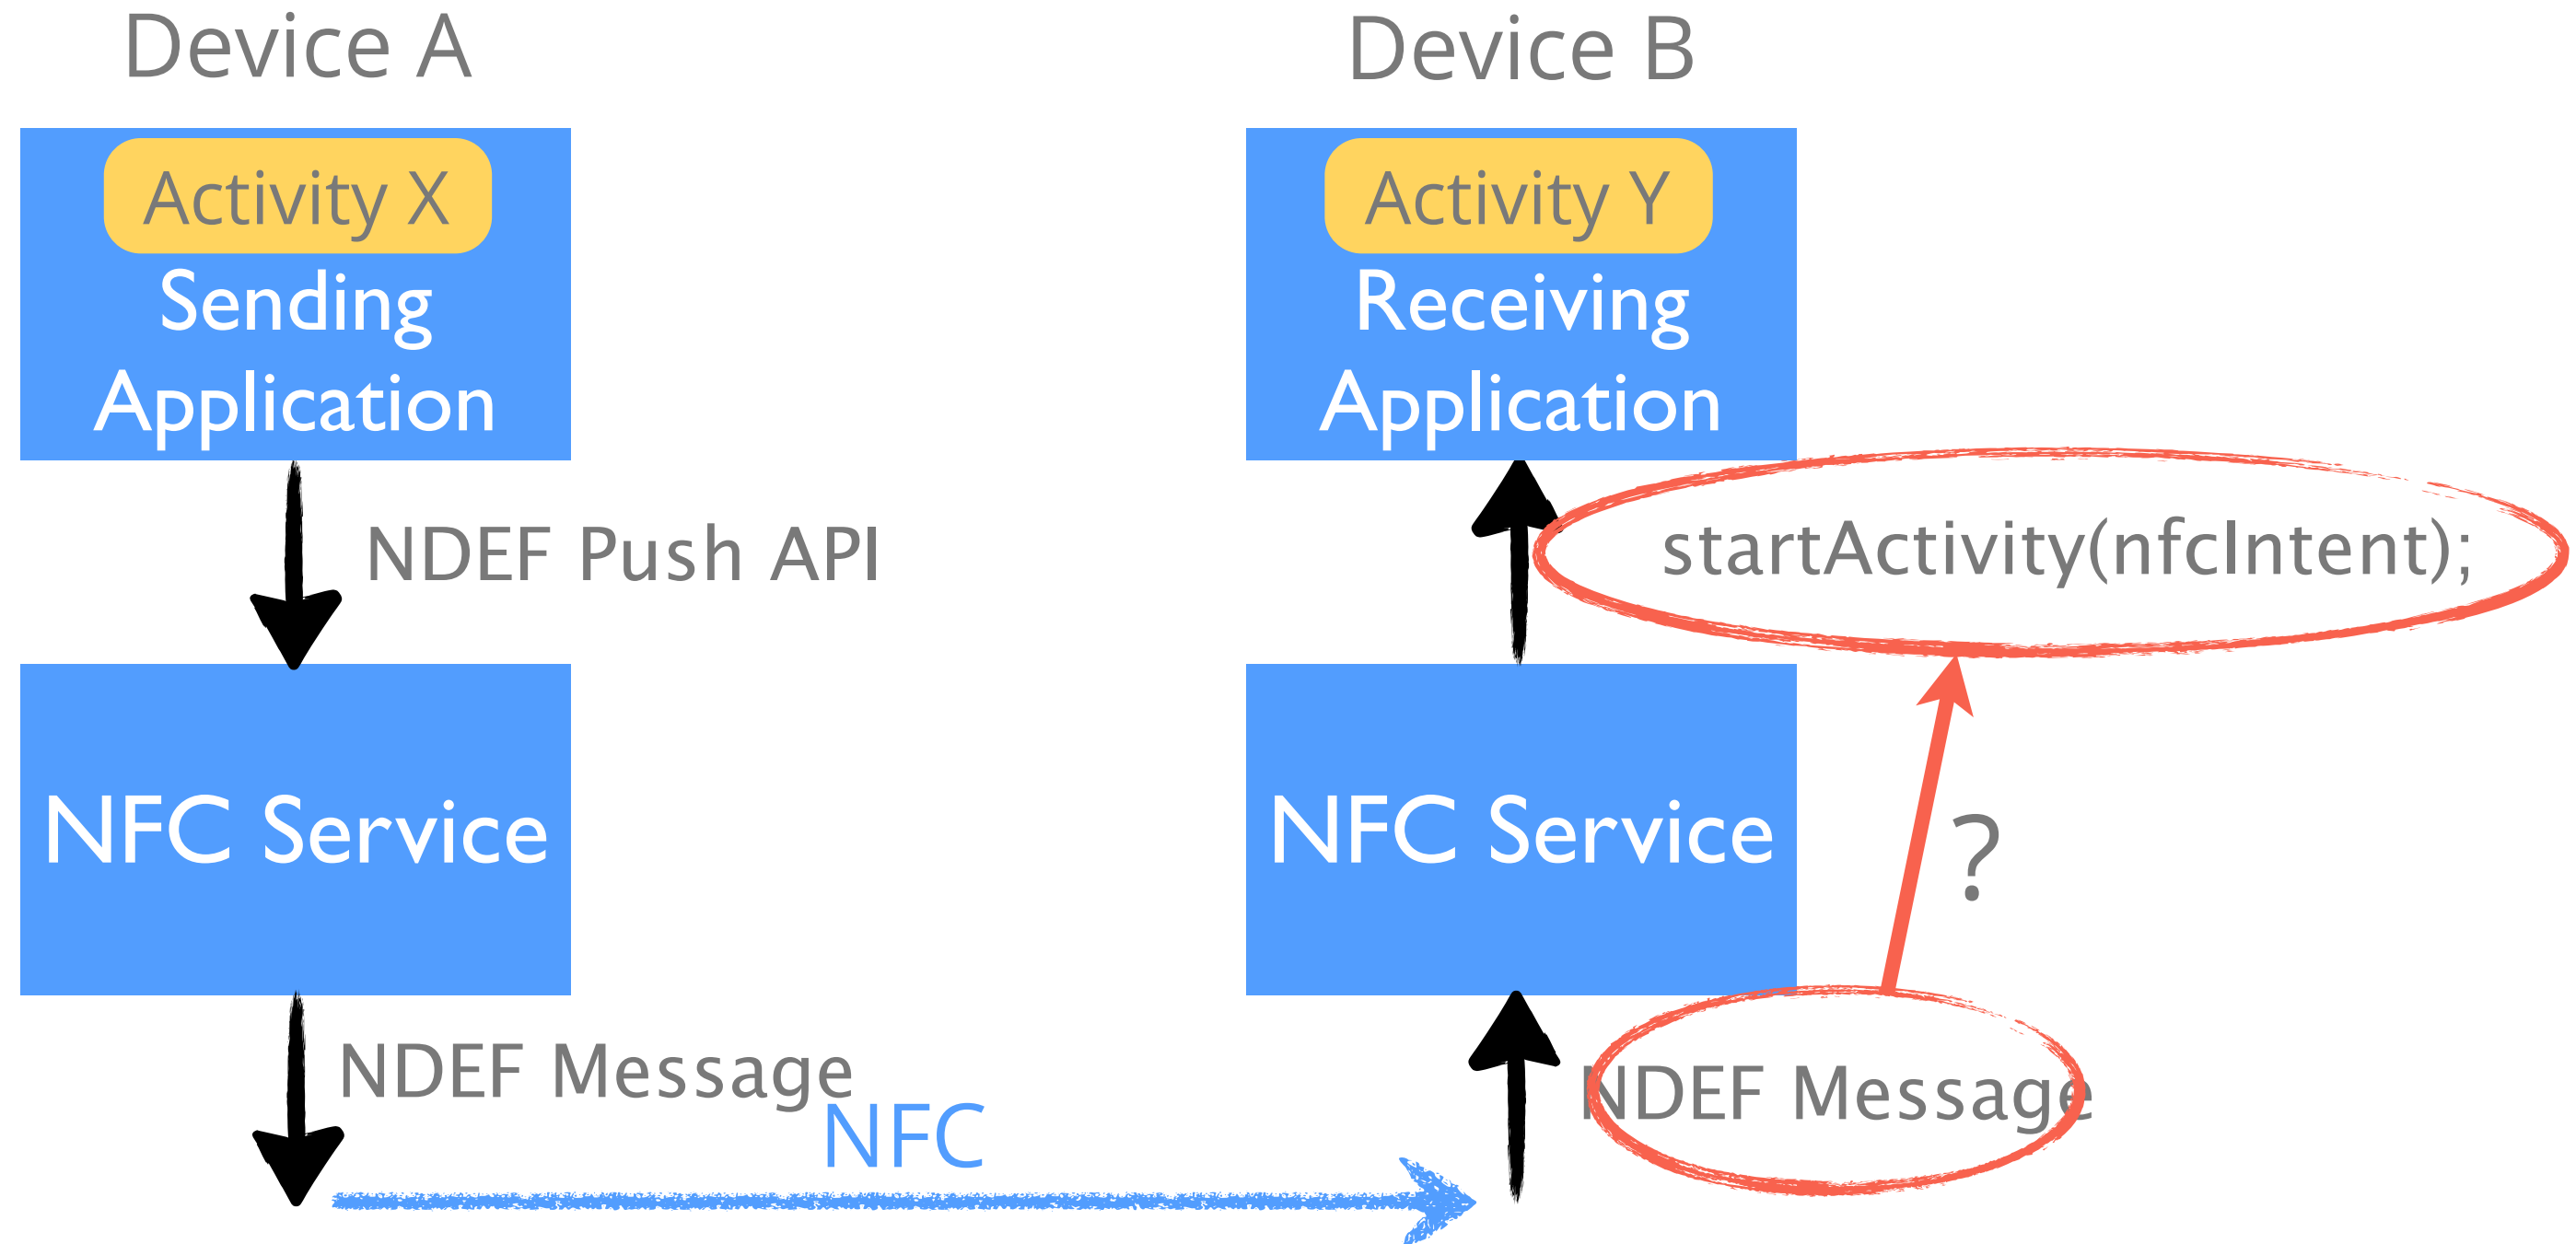 Device A
Device B
Activity X
Sending
Application
Activity Y
Receiving
Application
NDEF Push API
startActivity(nfcIntent);
NFC Service
NFC Service
?
NDEF Message
NDEF Message
NFC